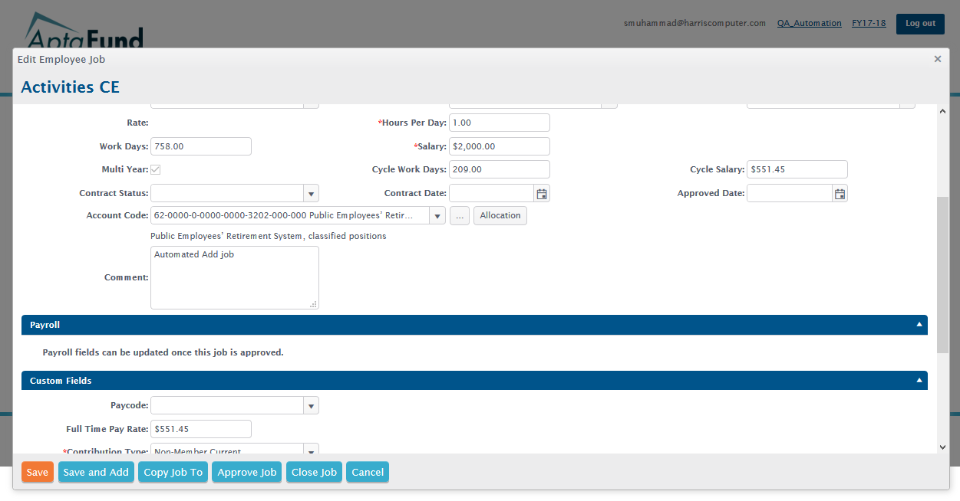 smuhammad@harriscomputer.com QA_Automation FY17-18 Log out
AptaFund
Edit Employee Job ×
Activities CE
Rate: *Hours Per Day: 1.00
Work Days: 758.00 *Salary: $2,000.00
Multi Year: Cycle Work Days: 209.00 Cycle Salary: $551.45
Contract Status: Contract Date: Approved Date:
Account Code: 62-0000-0-0000-0000-3202-000-000 Public Employees' Retir... ... Allocation
Public Employees' Retirement System, classified positions
Comment: Automated Add job
Payroll
Payroll fields can be updated once this job is approved.
Custom Fields
Paycode:
Full Time Pay Rate: $551.45
*Contribution Type: Non-Member Current
Save Save and Add Copy Job To Approve Job Close Job Cancel